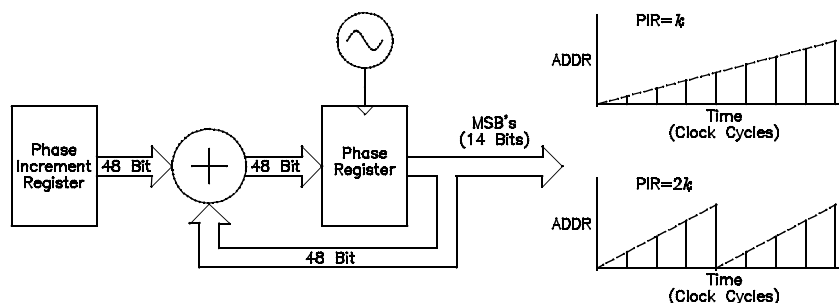 Phase
Increment
Register
48 Bit
48 Bit
Phase
Register
MSB's
(14 Bits)
48 Bit
PIR=k
ADDR
Time
(Clock Cycles)
PIR=2k
ADDR
Time
(Clock Cycles)